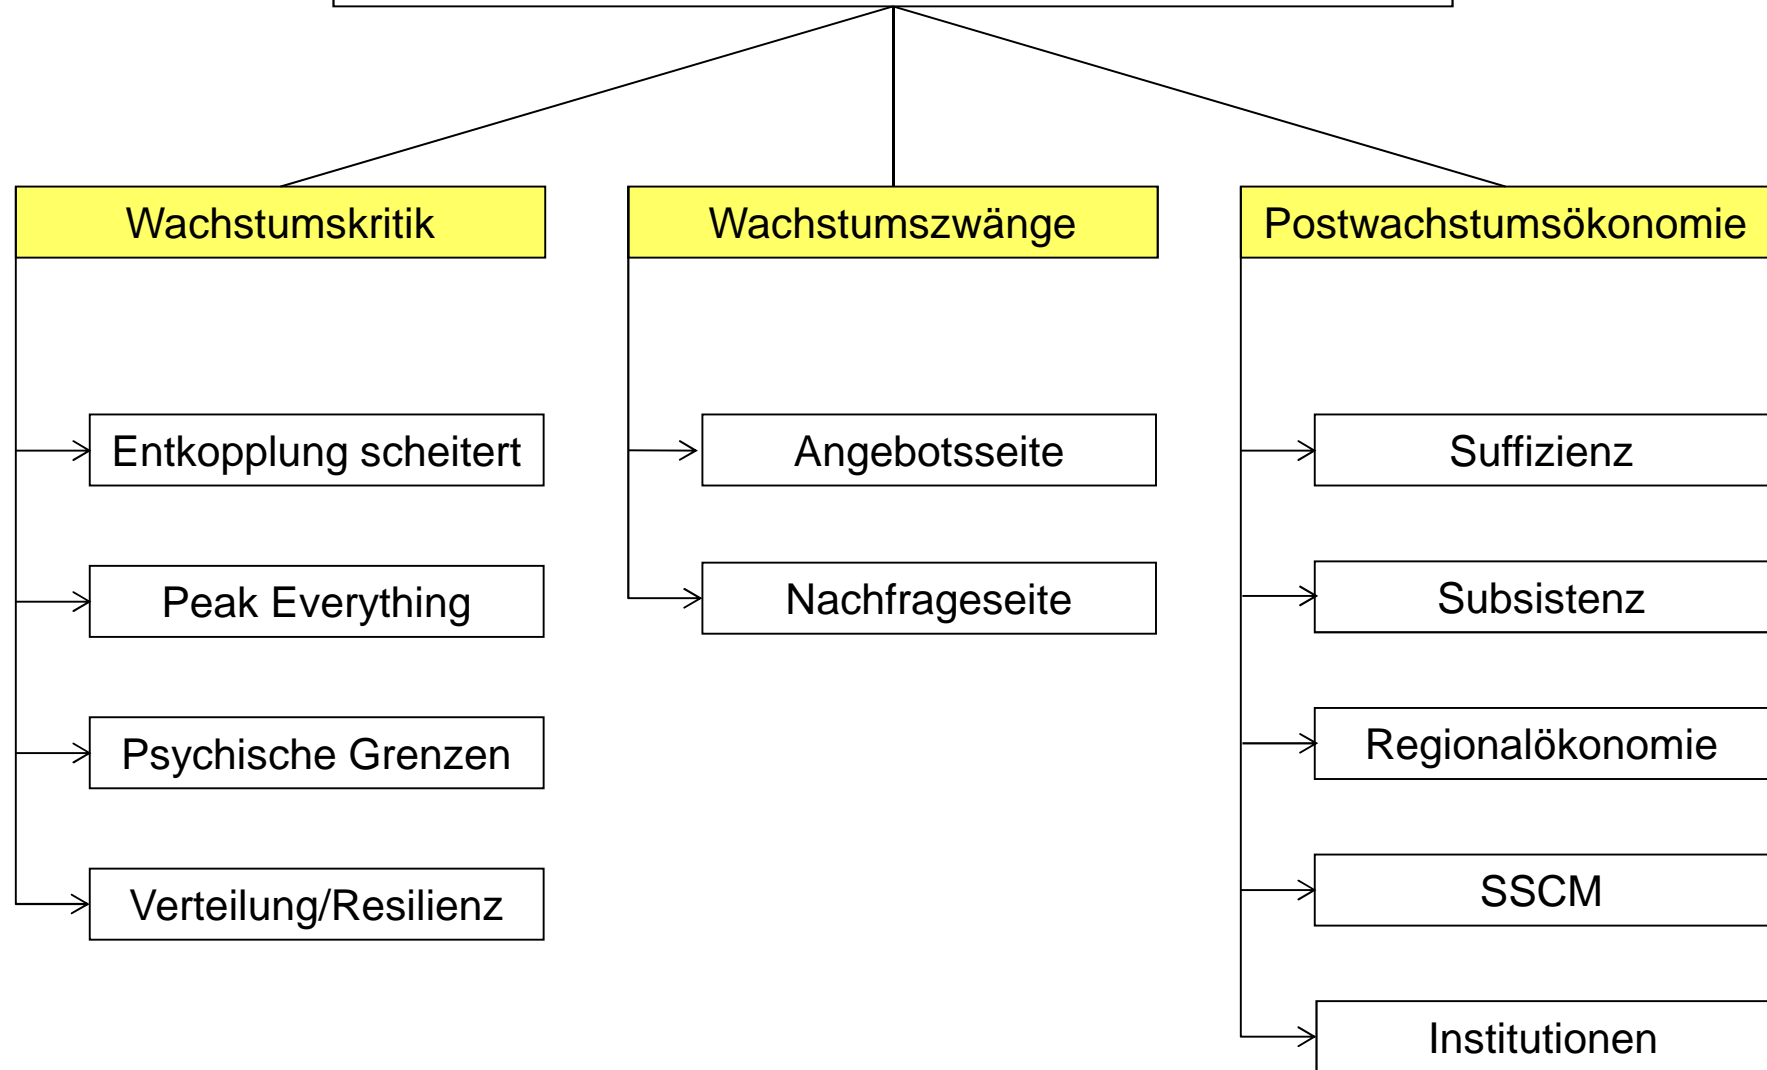 Wachstumskritik
Wachstumszwänge
Postwachstumsökonomie
Entkopplung scheitert
Angebotsseite
Suffizienz
Peak Everything
Nachfrageseite
Subsistenz
Psychische Grenzen
Regionalökonomie
Verteilung/Resilienz
SSCM
Institutionen